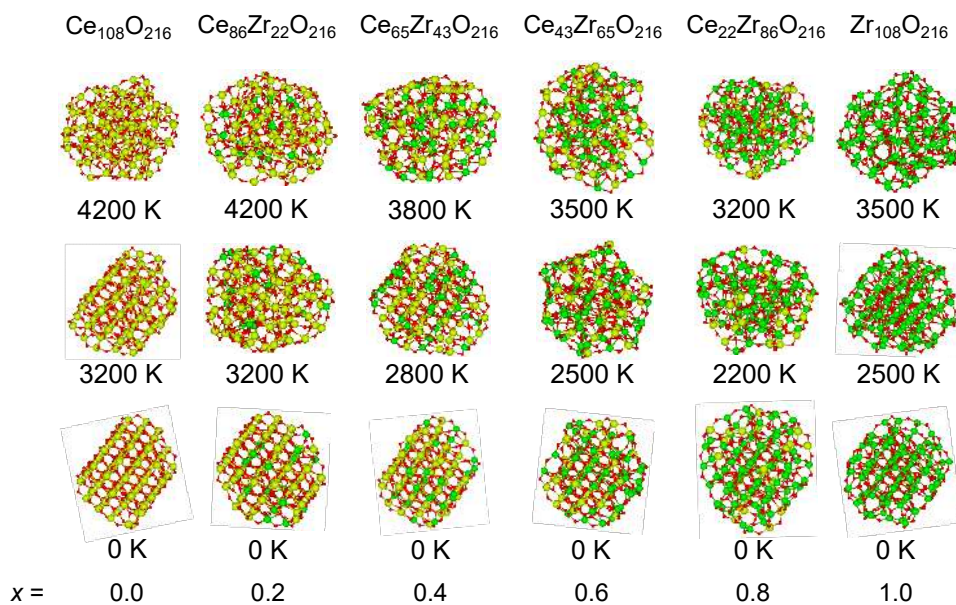 Ce₁₀₈O₂₁₆ Ce₈₆Zr₂₂O₂₁₆ Ce₆₅Zr₄₃O₂₁₆ Ce₄₃Zr₆₅O₂₁₆ Ce₂₂Zr₈₆O₂₁₆ Zr₁₀₈O₂₁₆
4200 K 4200 K 3800 K 3500 K 3200 K 3500 K
3200 K 3200 K 2800 K 2500 K 2200 K 2500 K
0 K 0 K 0 K 0 K 0 K 0 K
x = 0.0 0.2 0.4 0.6 0.8 1.0